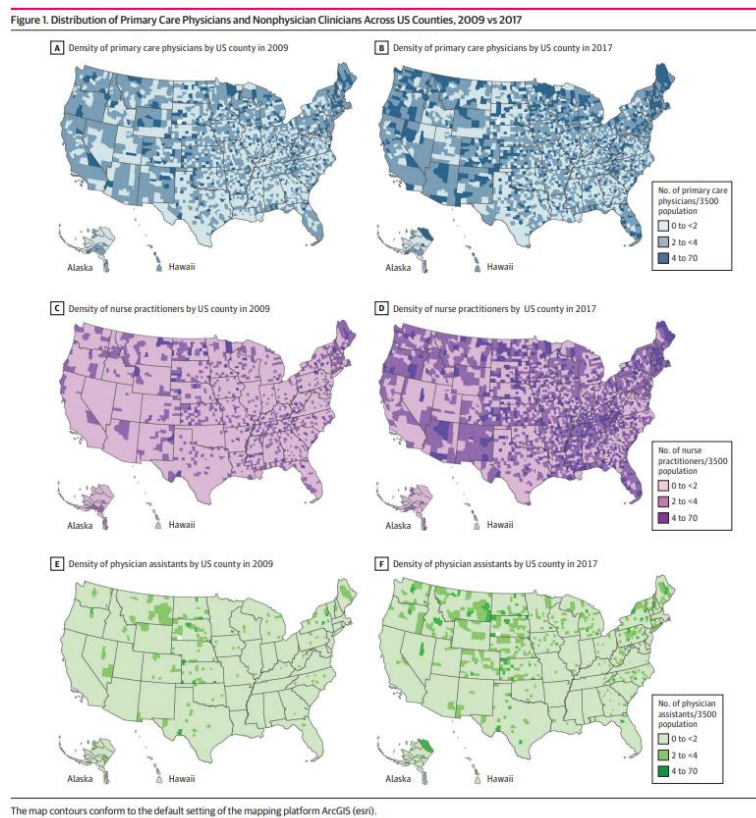 Figure 1. Distribution of Primary Care Physicians and Nonphysician Clinicians Across US Counties, 2009 vs 2017
A Density of primary care physicians by US county in 2009
Alaska
Hawaii
B Density of primary care physicians by US county in 2017
Alaska
Hawaii
No. of primary care
physicians/3500
population
0 to <2
2 to <4
4 to 70
C Density of nurse practitioners by US county in 2009
Alaska
Hawaii
D Density of nurse practitioners by US county in 2017
Alaska
Hawaii
No. of nurse
practitioners/3500
population
0 to <2
2 to <4
4 to 70
E Density of physician assistants by US county in 2009
Alaska
Hawaii
F Density of physician assistants by US county in 2017
Alaska
Hawaii
No. of physician
assistants/3500
population
0 to <2
2 to <4
4 to 70
The map contours conform to the default setting of the mapping platform ArcGIS (esri).